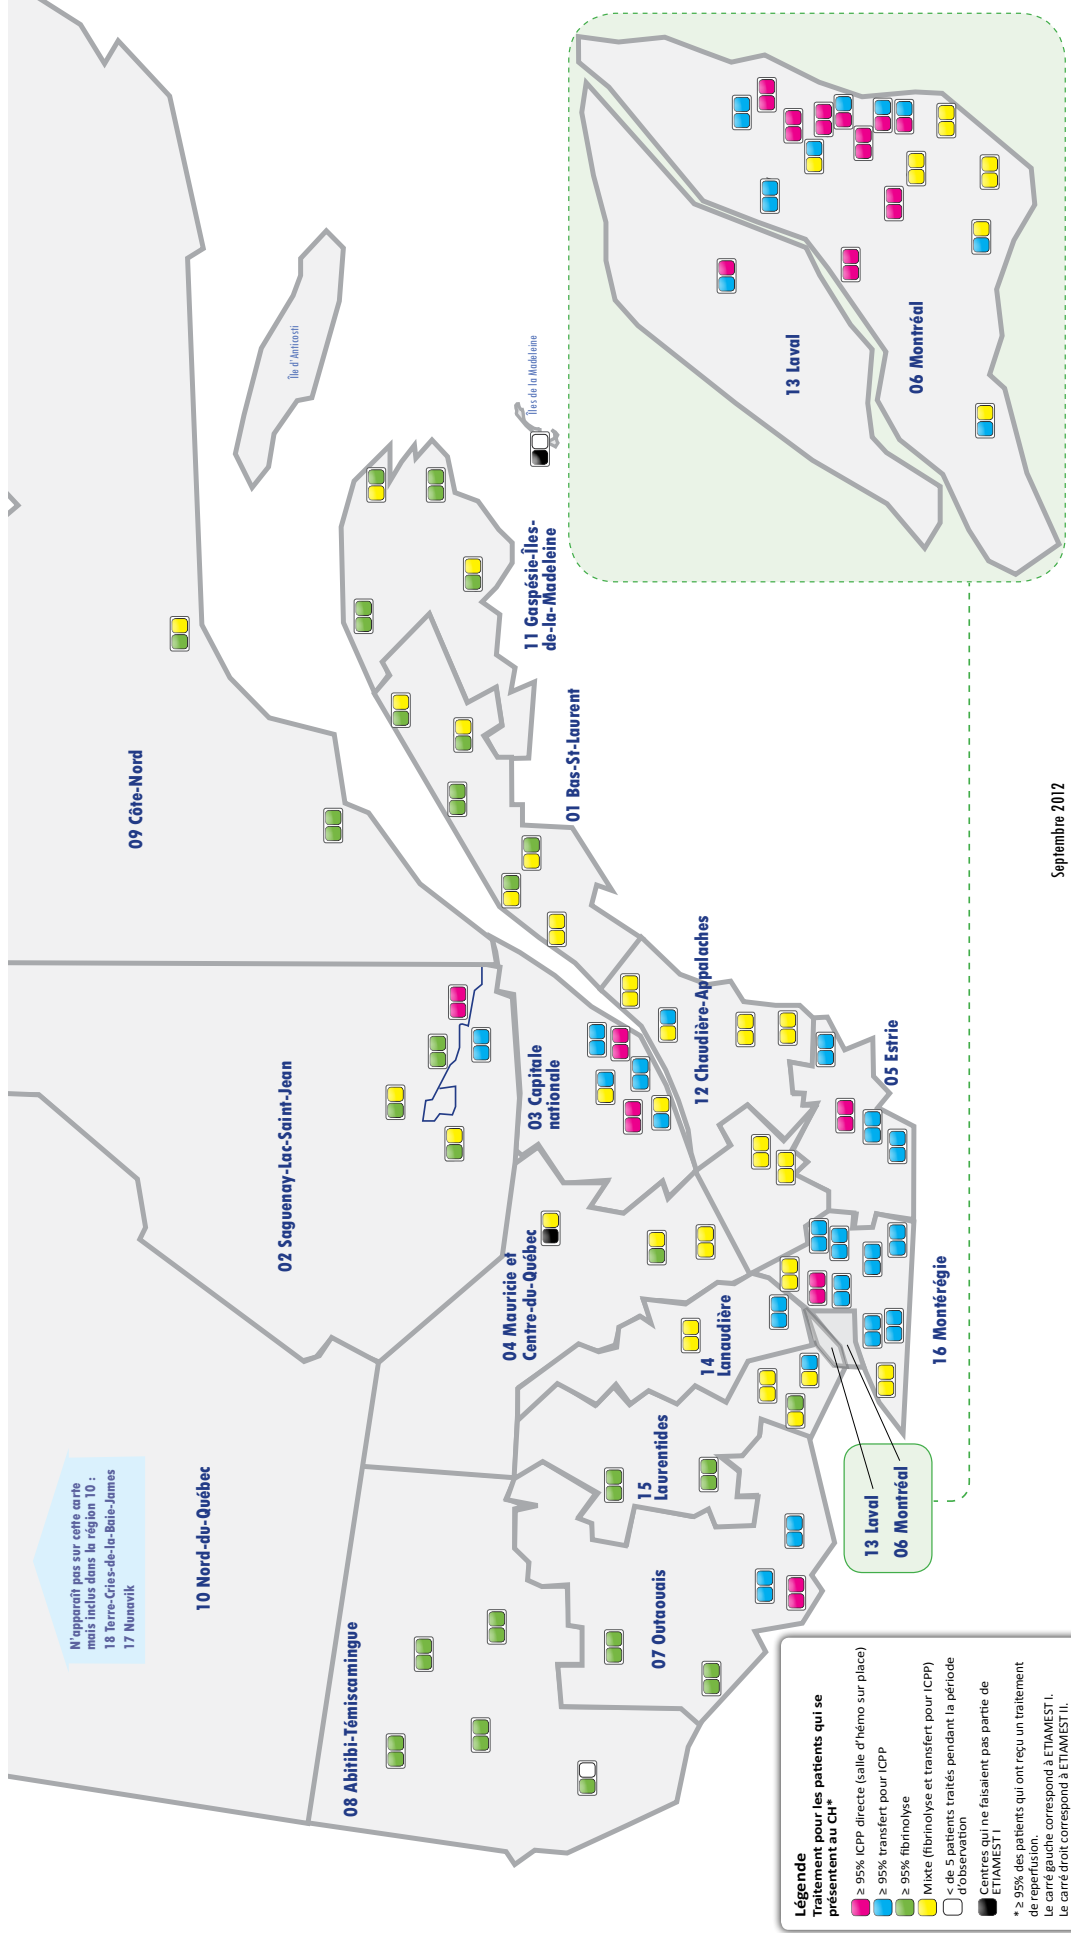 N'apparaît pas sur cette carte
mais inclus dans la région 10 :
18 Terre-Cries-de-la-Baie-James
17 Nunavik
10 Nord-du-Québec
09 Côte-Nord
02 Saguenay-Lac-Saint-Jean
08 Abitibi-Témiscamingue
Île d'Anticosti
Îles de la Madeleine
11 Gaspésie-Îles-
de-la-Madeleine
01 Bas-St-Laurent
03 Capitale
nationale
04 Mauricie et
Centre-du-Québec
12 Chaudière-Appalaches
14
Lanaudière
15
Laurentides
07 Outaouais
05 Estrie
16 Montérégie
13 Laval
06 Montréal
13 Laval
06 Montréal
Légende
Traitement pour les patients qui se
présentent au CH*
≥ 95% ICPP directe (salle d'hémo sur place)
≥ 95% transfert pour ICPP
≥ 95% fibrinolyse
Mixte (fibrinolyse et transfert pour ICPP)
< de 5 patients traités pendant la période
d'observation
Centres qui ne faisaient pas partie de
ETIAMEST I
* ≥ 95% des patients qui ont reçu un traitement
de reperfusion.
Le carré gauche correspond à ETIAMEST I.
Le carré droit correspond à ETIAMEST II.
Septembre 2012